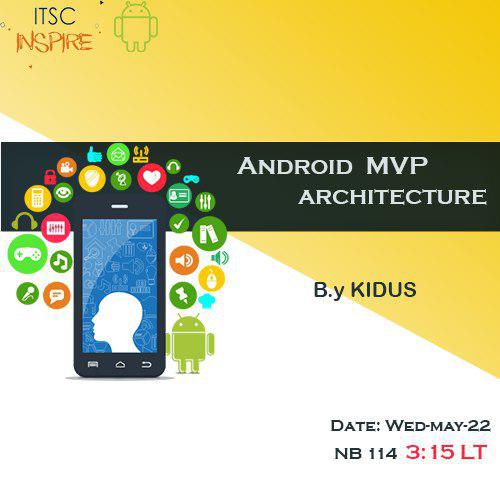 ITSC
INSPIRE
ANDROID MVP
ARCHITECTURE
B.y KIDUS
DATE: WED-MAY-22
NB 114 3:15 LT